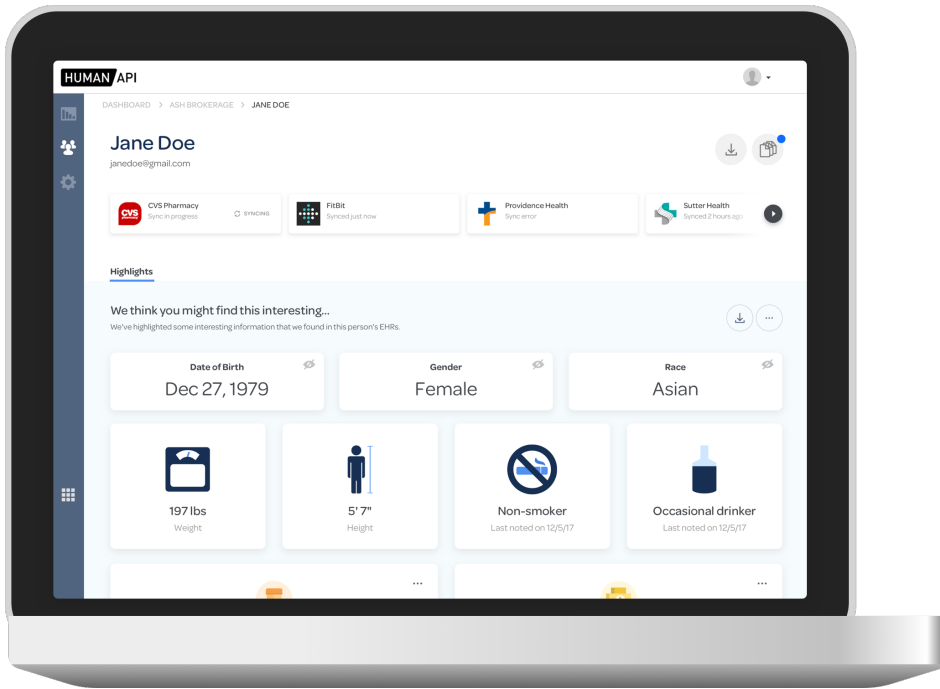 HUMAN API
DASHBOARD > ASH BROKERAGE > JANE DOE
Jane Doe
janedoe@gmail.com
CVS Pharmacy
Sync in progress
SYNCING
CVS
pharmacy
FitBit
Synced just now
Providence Health
Sync error
Sutter Health
Synced 2 hours ago
Highlights
We think you might find this interesting...
We've highlighted some interesting information that we found in this person's EHRs.
Date of Birth
Dec 27, 1979
Gender
Female
Race
Asian
197 lbs
Weight
5' 7"
Height
Non-smoker
Last noted on 12/5/17
Occasional drinker
Last noted on 12/5/17